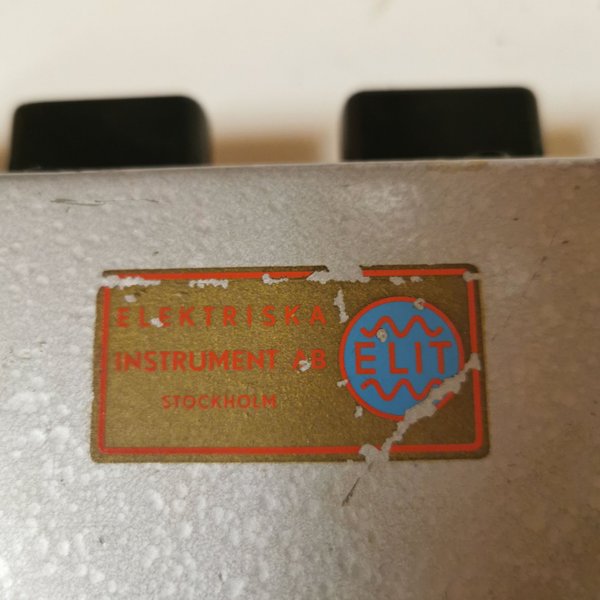 ELEKTRISKA
INSTRUMENT AB
STOCKHOLM
ELIT